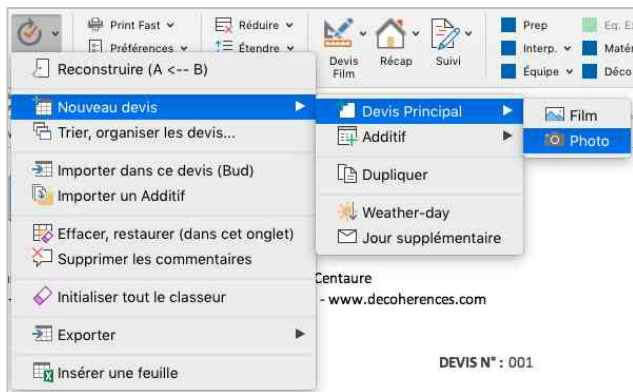 Print Fast
Réduire
Prep
Eq. E
Préférences
Étendre
Devis Film
Récap
Suivi
Interp.
Maté
Équipe
Déco
Reconstruire (A <-- B)
Nouveau devis
Devis Principal
Film
Trier, organiser les devis...
Additif
Photo
Importer dans ce devis (Bud)
Dupliquer
Importer un Additif
Weather-day
Effacer, restaurer (dans cet onglet)
Jour supplémentaire
Supprimer les commentaires
Centaure
Initialiser tout le classeur
- www.decoherences.com
Exporter
DEVIS N° : 001
Insérer une feuille